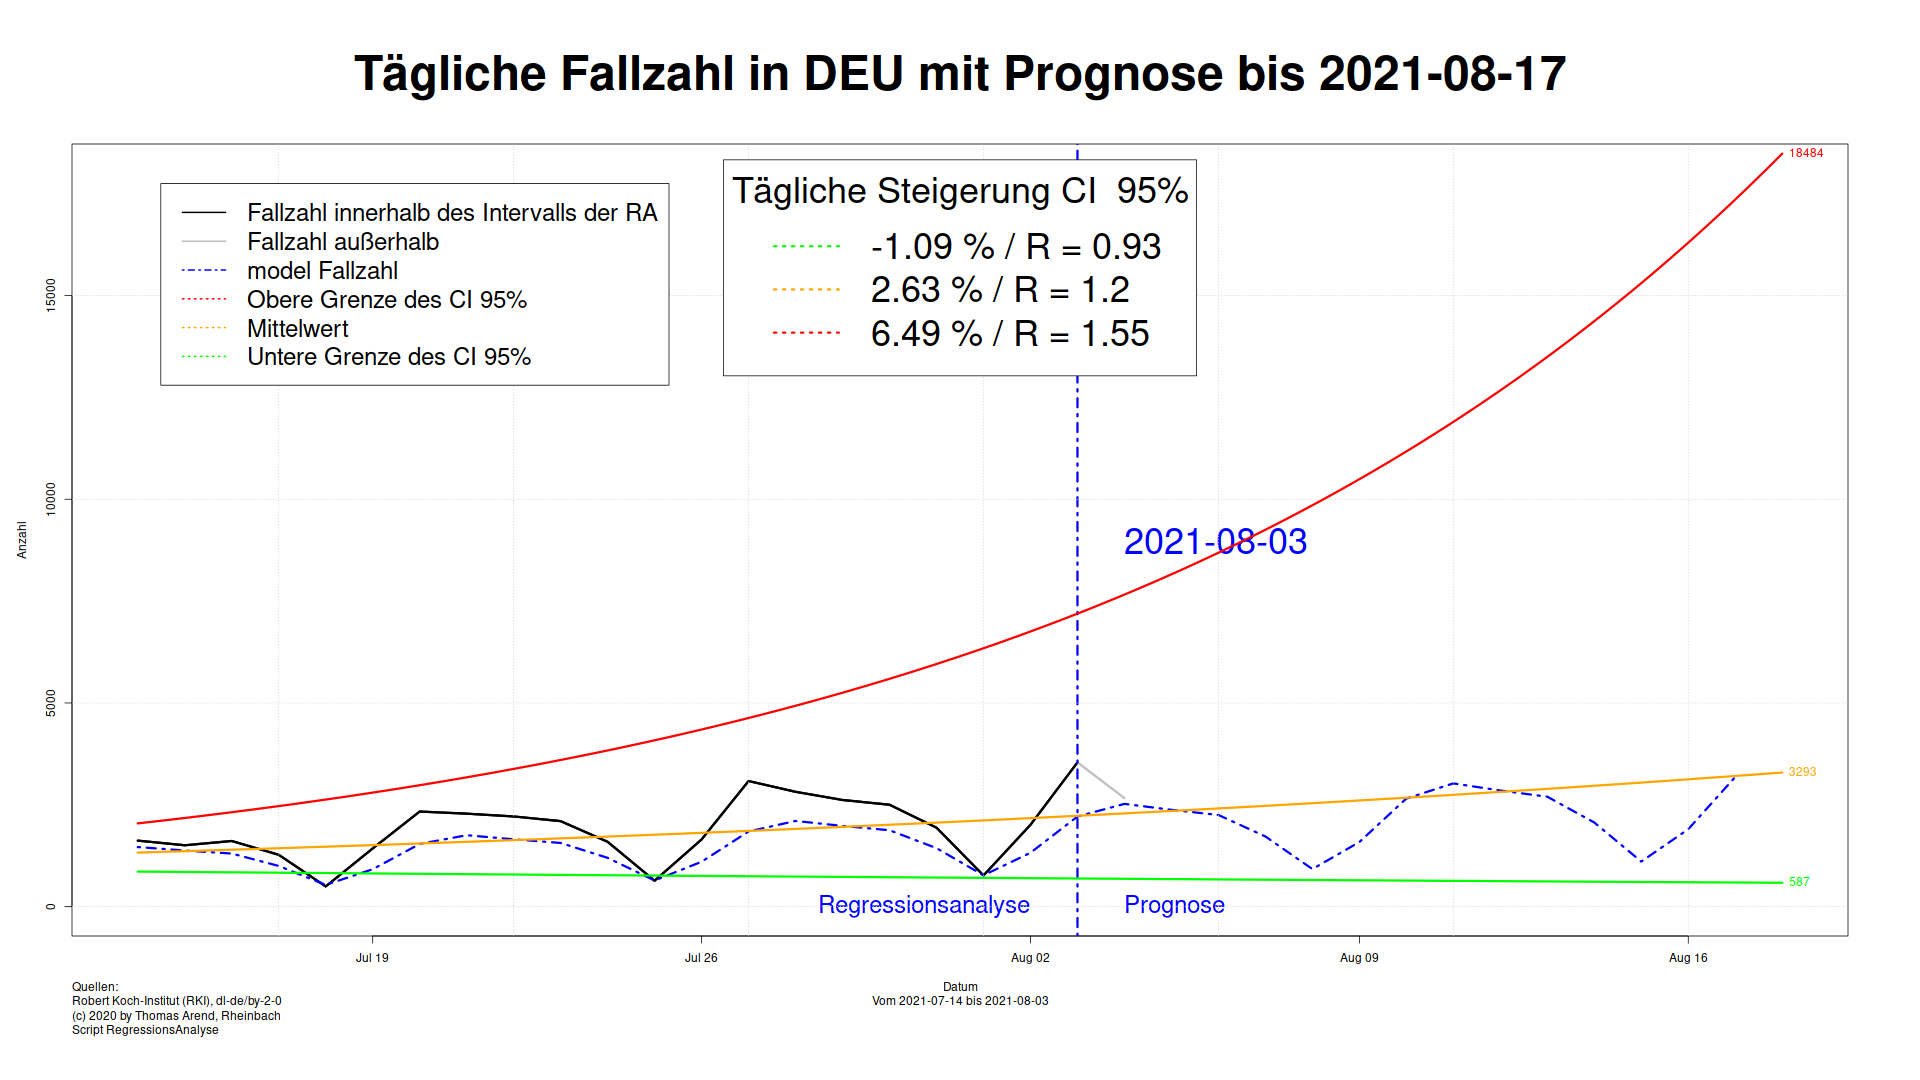 Tägliche Fallzahl in DEU mit Prognose bis 2021-08-17
Fallzahl innerhalb des Intervalls der RA
Fallzahl außerhalb
model Fallzahl
Obere Grenze des CI 95%
Mittelwert
Untere Grenze des CI 95%
Tägliche Steigerung CI  95%
-1.09 % / R = 0.93
2.63 % / R = 1.2
6.49 % / R = 1.55
18484
15000
10000
5000
0
Anzahl
2021-08-03
3293
587
Regressionsanalyse
Prognose
Jul 19
Jul 26
Aug 02
Aug 09
Aug 16
Datum
Vom 2021-07-14 bis 2021-08-03
Quellen:
Robert Koch-Institut (RKI), dl-de/by-2-0
(c) 2020 by Thomas Arend, Rheinbach
Script RegressionsAnalyse